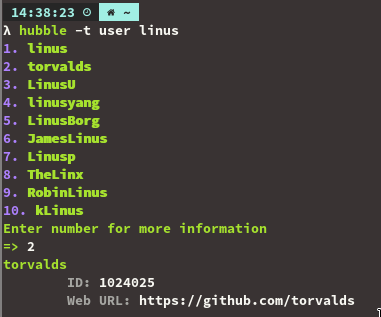 14:38:23 ~
λ hubble -t user linus
1. linus
2. torvalds
3. LinusU
4. linusyang
5. LinusBorg
6. JamesLinus
7. Linusp
8. TheLinx
9. RobinLinus
10. kLinus
Enter number for more information
=> 2
torvalds
ID: 1024025
Web URL: https://github.com/torvalds